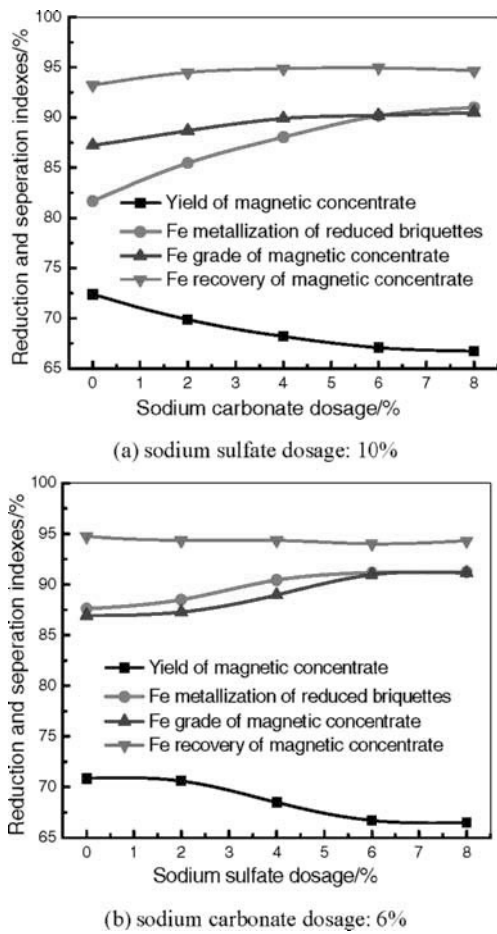 100
95
90
85
80
75
70
65
Reduction and seperation indexes/%
Yield of magnetic concentrate
Fe metallization of reduced briquettes
Fe grade of magnetic concentrate
Fe recovery of magnetic concentrate
0 1 2 3 4 5 6 7 8
Sodium carbonate dosage/%
(a) sodium sulfate dosage: 10%
100
95
90
85
80
75
70
65
Reduction and seperation indexes/%
Yield of magnetic concentrate
Fe metallization of reduced briquettes
Fe grade of magnetic concentrate
Fe recovery of magnetic concentrate
0 1 2 3 4 5 6 7 8
Sodium sulfate dosage/%
(b) sodium carbonate dosage: 6%